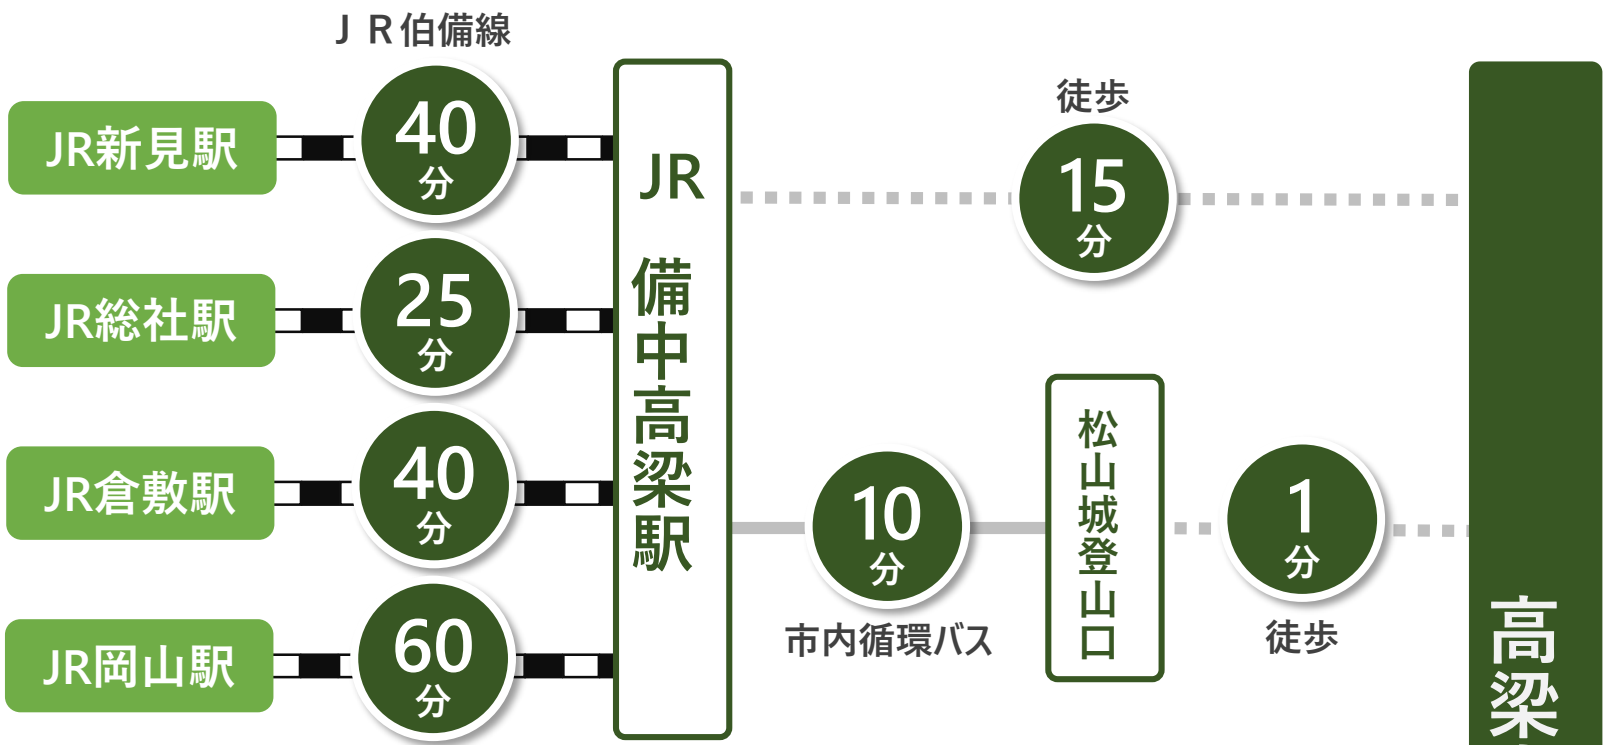 ＪＲ伯備線
JR新見駅
40
分
JR総社駅
25
分
JR倉敷駅
40
分
JR岡山駅
60
分
JR
備中高梁駅
徒歩
15
分
10
分
市内循環バス
松山城登山口
1
分
徒歩
高梁